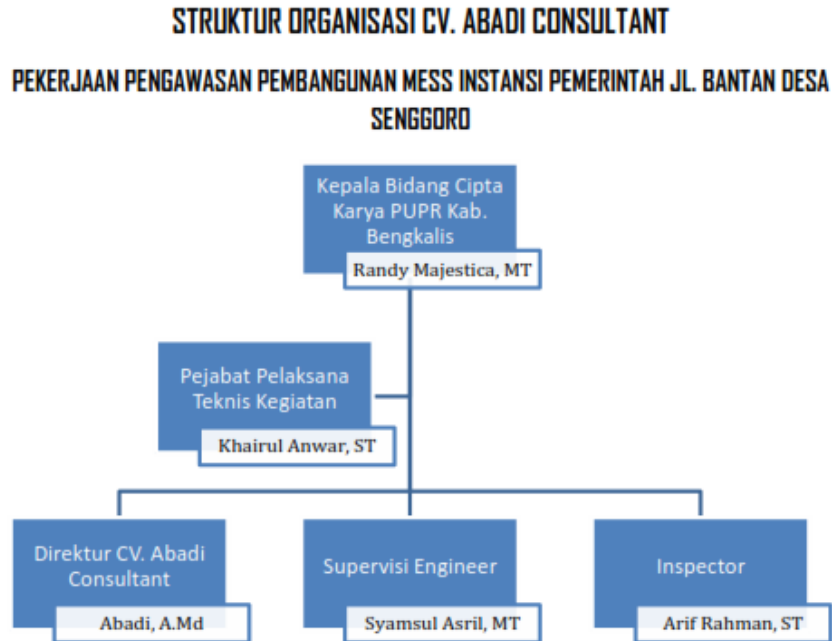 STRUKTUR ORGANISASI CV. ABADI CONSULTANT
PEKERJAAN PENGAWASAN PEMBANGUNAN MESS INSTANSI PEMERINTAH JL. BANTAN DESA
SENGGORO
Kepala Bidang Cipta
Karya PUPR Kab.
Bengkalis
Randy Majestica, MT
Pejabat Pelaksana
Teknis Kegiatan
Khairul Anwar, ST
Direktur CV. Abadi
Consultant
Abadi, A.Md
Supervisi Engineer
Syamsul Asril, MT
Inspector
Arif Rahman, ST